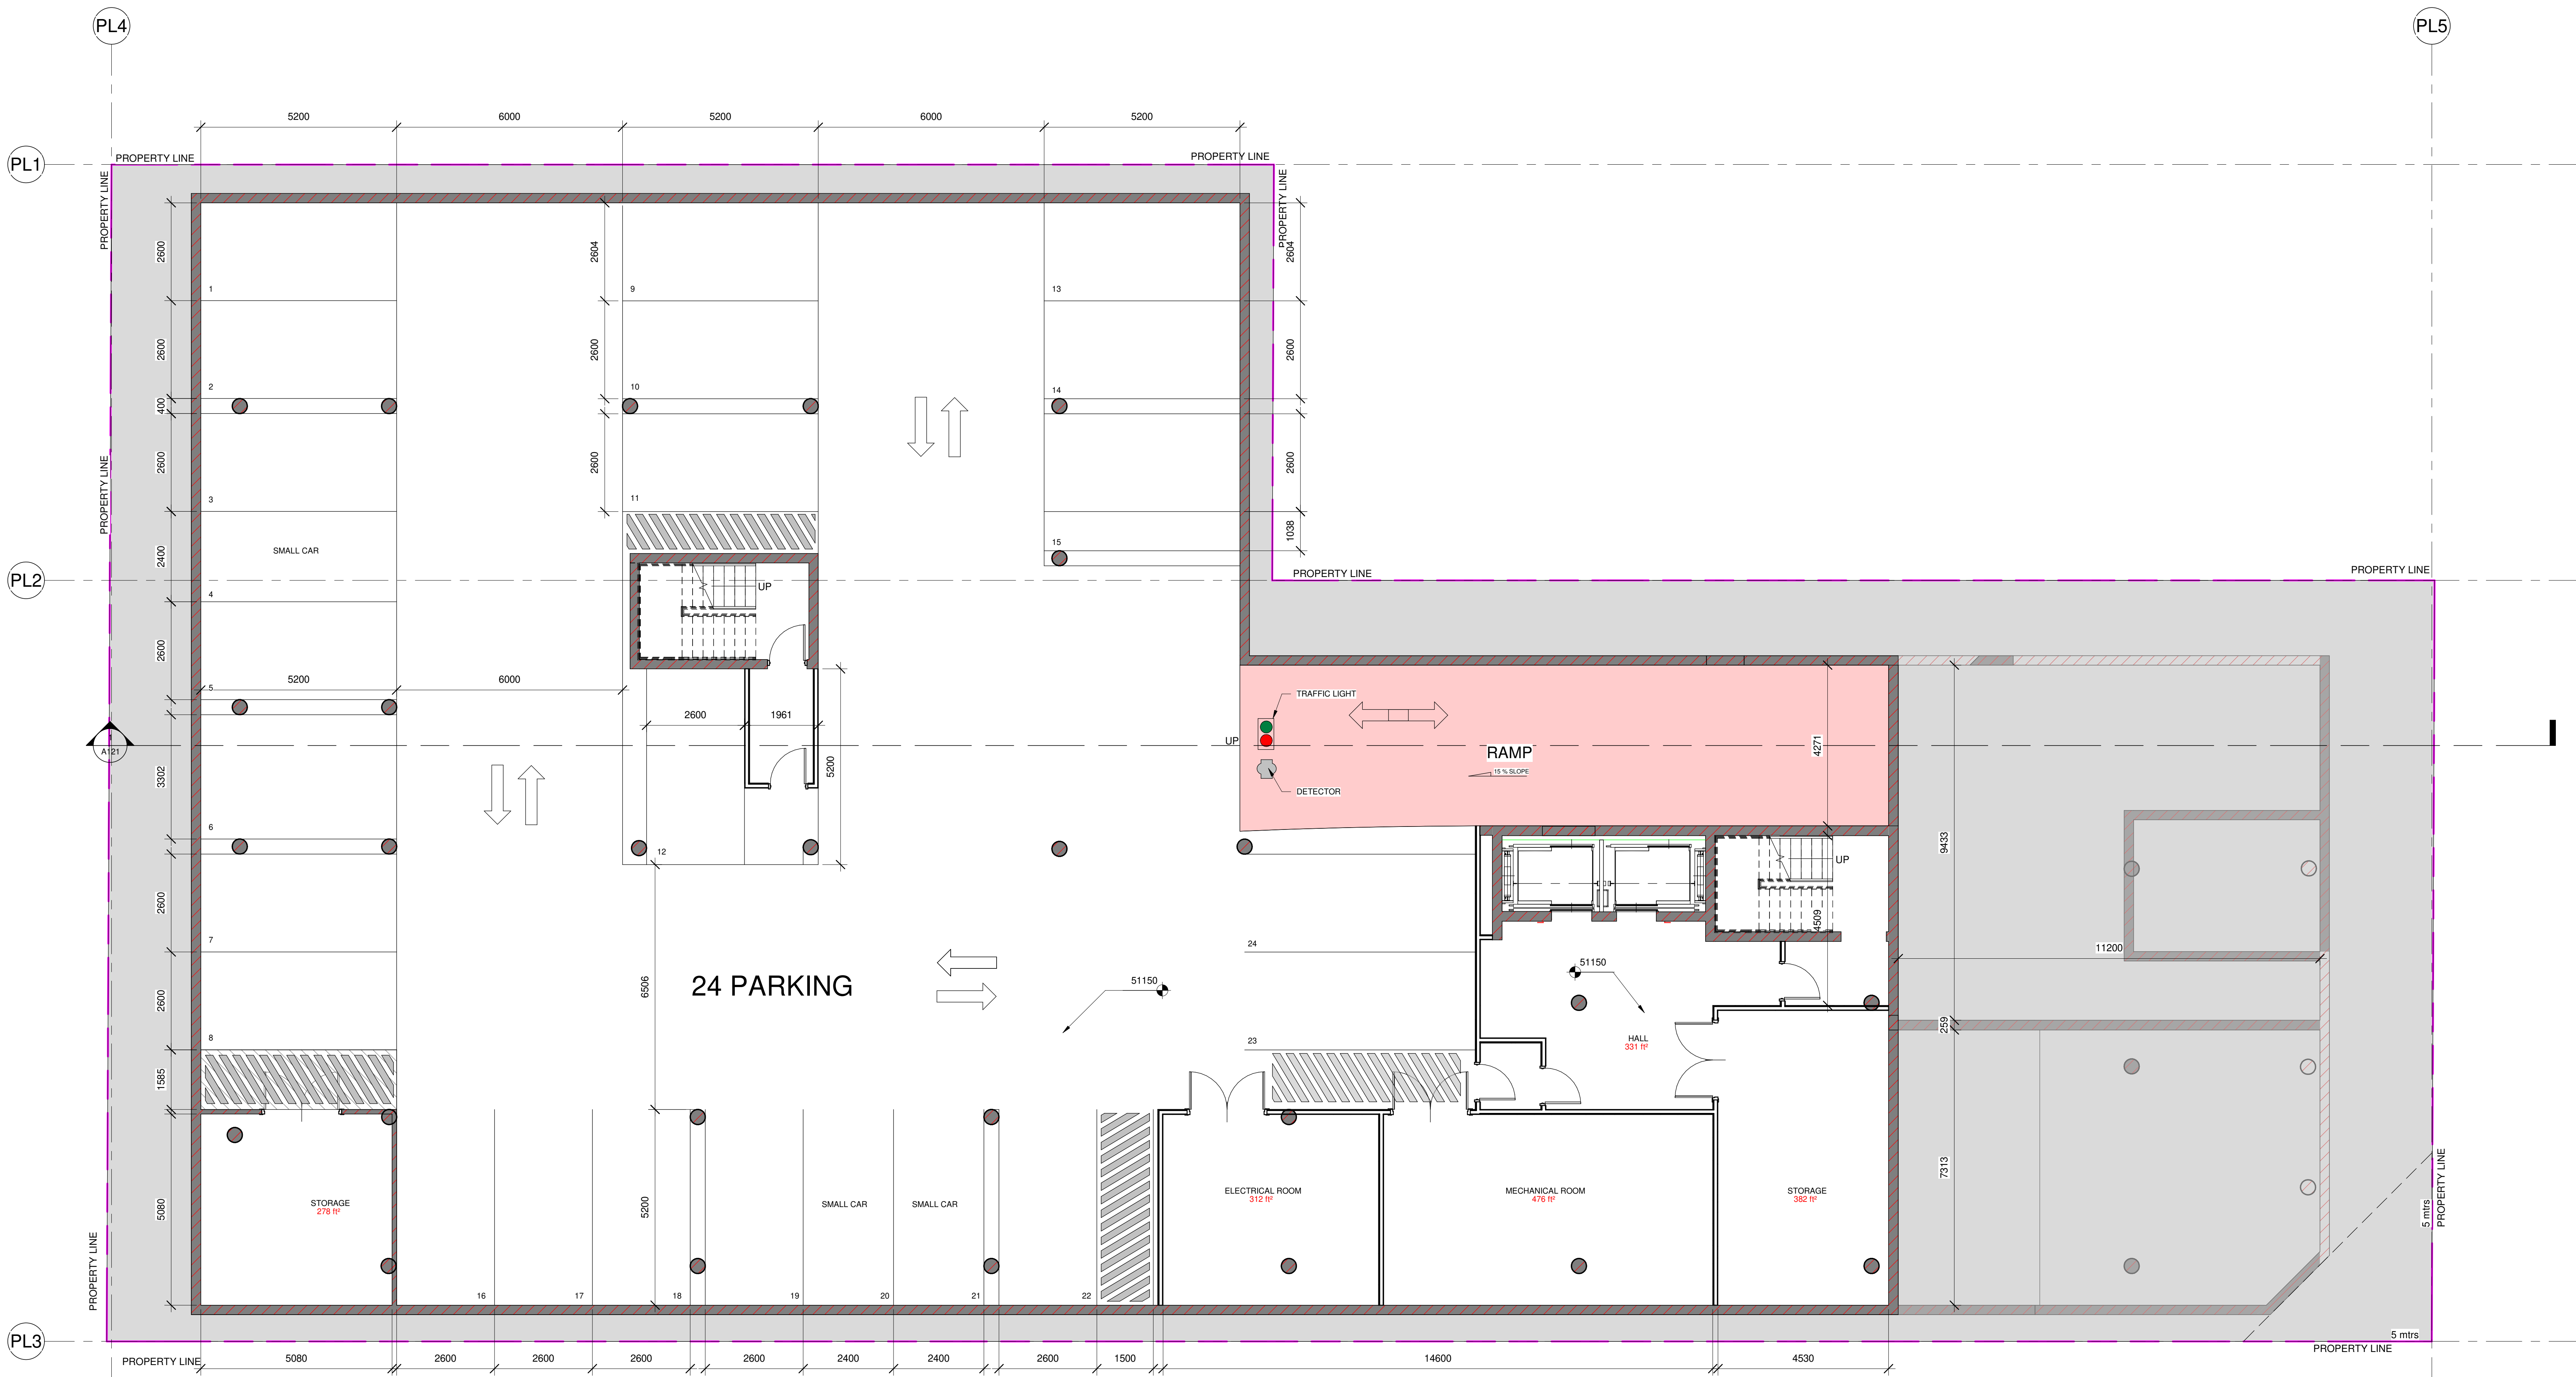 PL4
PL5
5200
6000
5200
6000
5200
PROPERTY LINE
PROPERTY LINE
PL1
PROPERTY LINE
PROPERTY LINE
2600
2604
2604
1
9
13
2600
2600
2600
2
10
14
400
2600
2600
2600
PROPERTY LINE
3
11
1038
SMALL CAR
2400
15
PL2
PROPERTY LINE
PROPERTY LINE
UP
4
2600
5200
6000
5
TRAFFIC LIGHT
2600
1961
UP
A121
RAMP
4271
15 % SLOPE
3302
5200
DETECTOR
6
12
9433
UP
2600
4509
7
24
11200
51150
51150
24 PARKING
6506
2600
8
23
HALL
331 ft²
259
1585
5080
STORAGE
278 ft²
5200
SMALL CAR
SMALL CAR
ELECTRICAL ROOM
312 ft²
MECHANICAL ROOM
476 ft²
STORAGE
382 ft²
7313
5 mtrs
PROPERTY LINE
PROPERTY LINE
16
17
18
19
20
21
22
PL3
5 mtrs
PROPERTY LINE
PROPERTY LINE
5080
2600
2600
2600
2600
2400
2400
2600
1500
14600
4530